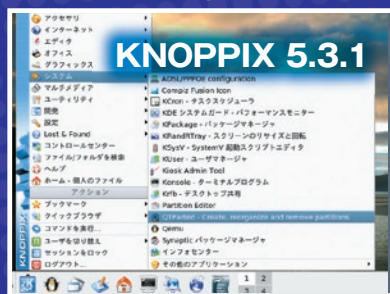 KNOPPIX 5.3.1
アクセサリ
インターネット
エディタ
オフィス
グラフィックス
システム
マルチメディア
ユーティリティ
開発
設定
Lost & Found
コントロールセンター
ファイル/フォルダを検索
ヘルプ
ホーム - 個人のファイル
アクション
ブックマーク
クイックブラウザ
コマンドを実行...
ユーザを切り替え
セッションをロック
ログアウト...
KNOPPIX
ADSL/PPPOE configuration
Compiz Fusion Icon
KCron - タスクスケジューラ
KDE システムガード - パフォーマンスモニター
KPackage - パッケージマネージャ
KRandRTray - スクリーンのリサイズと回転
KSysV - SystemV 起動スクリプトエディタ
KUser - ユーザマネージャ
Kiosk Admin Tool
Konsole - ターミナルプログラム
Krfb - デスクトップ共有
Partition Editor
QTParted - Create, reorganize and remove partitions
Qemu
Synaptic パッケージマネージャ
インフォセンター
その他のアプリケーション
1 2
3 4